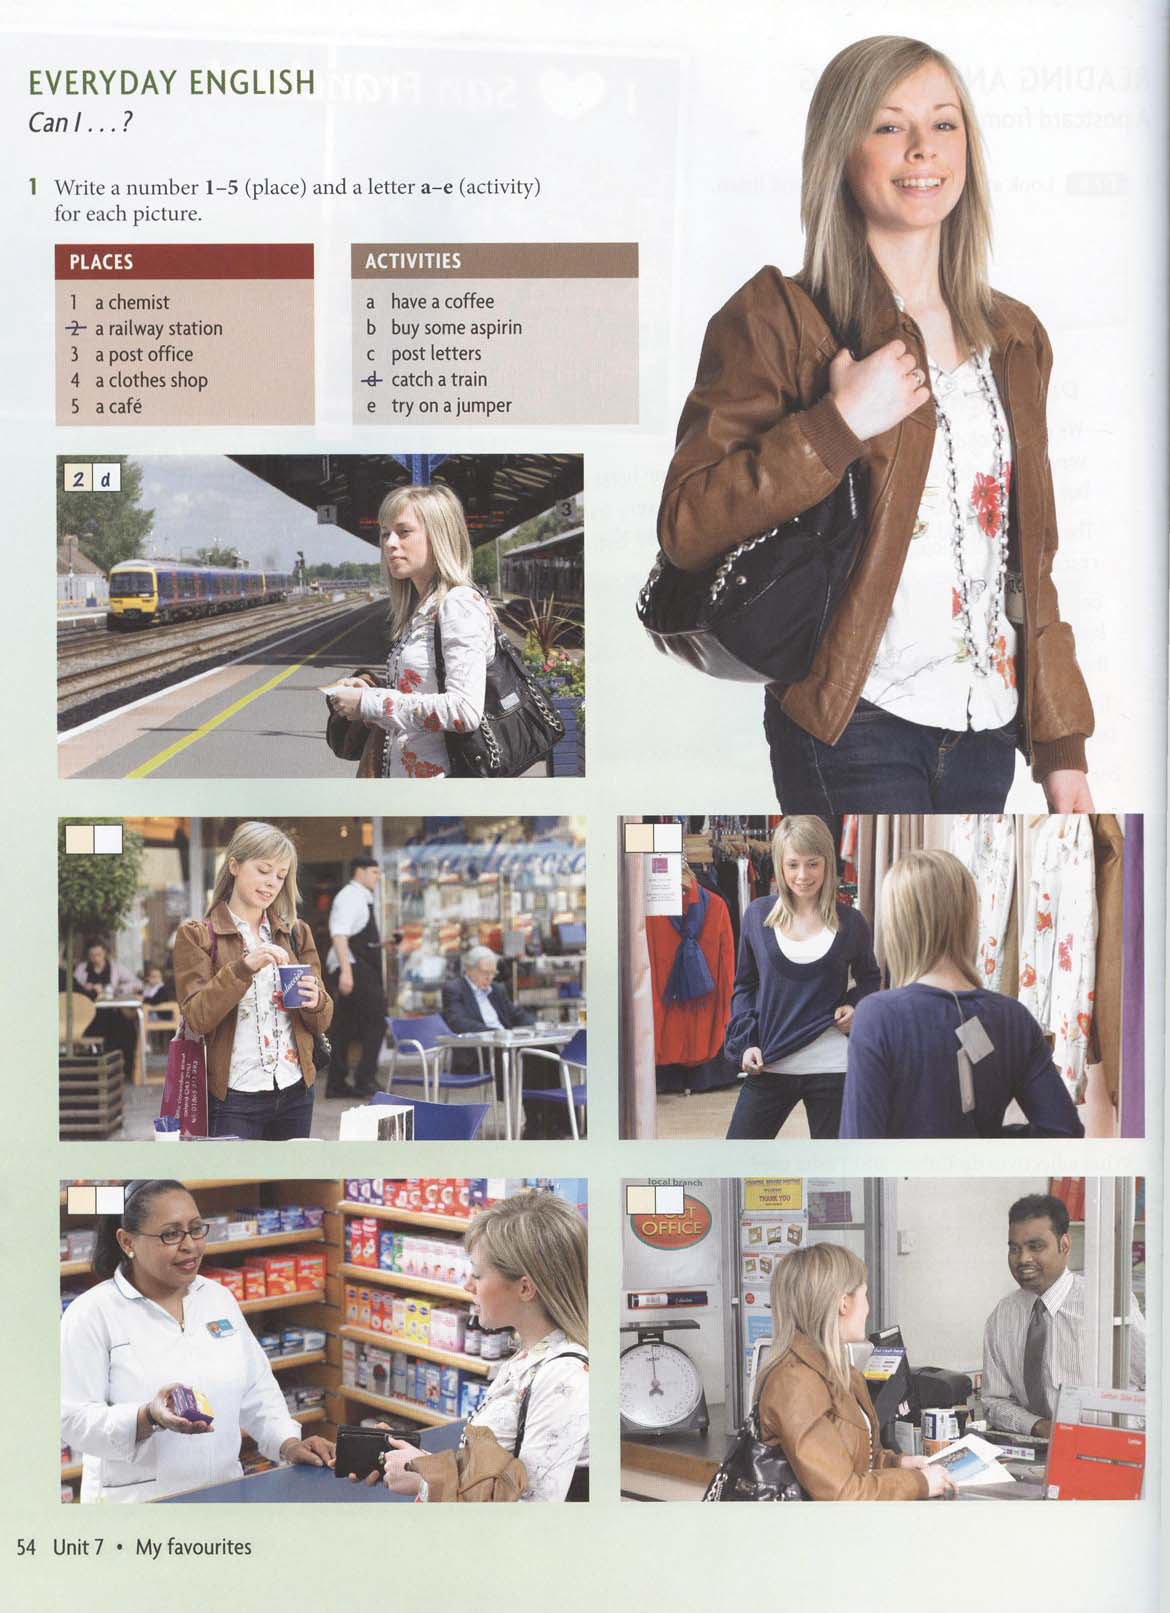 EVERYDAY ENGLISH
Can I . . . ?
1 Write a number 1–5 (place) and a letter a–e (activity)
for each picture.
PLACES
1 a chemist
2 a railway station
3 a post office
4 a clothes shop
5 a café
ACTIVITIES
a have a coffee
b buy some aspirin
c post letters
d catch a train
e try on a jumper
2 d
1
3
local branch
POST
OFFICE
THANK YOU
54 Unit 7 • My favourites